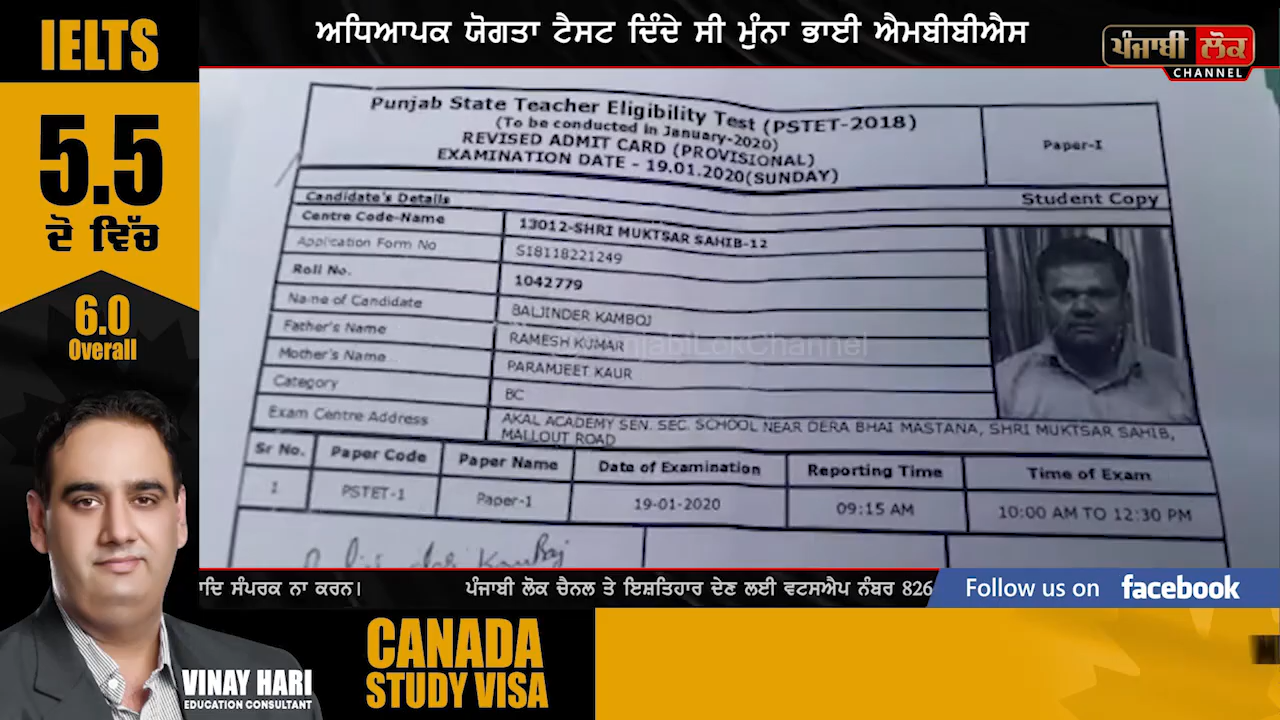 IELTS
5.5
ਦੋ ਵਿੱਚ
6.0
Overall
ਅਧਿਆਪਕ ਯੋਗਤਾ ਟੈਸਟ ਦਿੰਦੇ ਸੀ ਮੁੰਨਾ ਭਾਈ ਐਮਬੀਬੀਐਸ
ਪੰਜਾਬੀ ਲੋਕ
CHANNEL
Punjab State Teacher Eligibility Test (PSTET-2018)
(To be conducted in January-2020)
REVISED ADMIT CARD (PROVISIONAL)
EXAMINATION DATE - 19.01.2020(SUNDAY)
Paper-I
Candidate's Details
Student Copy
Centre Code-Name 13012-SHRI MUKTSAR SAHIB-12
Application Form No S18118221249
Roll No. 1042779
Name of Candidate BALJINDER KAMBOJ
Father's Name RAMESH KUMAR
Mother's Name PARAMJEET KAUR
Category BC
Exam Centre Address AKAL ACADEMY SEN. SEC. SCHOOL NEAR DERA BHAI MASTANA, SHRI MUKTSAR SAHIB,
MALLOUT ROAD
Sr No. Paper Code Paper Name Date of Examination Reporting Time Time of Exam
1 PSTET-1 Paper-1 19-01-2020 09:15 AM 10:00 AM TO 12:30 PM
Kamboj
njabiLokChannel
ਾਦਿ ਸੰਪਰਕ ਨਾ ਕਰਨ। ਪੰਜਾਬੀ ਲੋਕ ਚੈਨਲ ਤੇ ਇਸ਼ਤਿਹਾਰ ਦੇਣ ਲਈ ਵਟਸਐਪ ਨੰਬਰ 826
Follow us on facebook
VINAY HARI
EDUCATION CONSULTANT
CANADA
STUDY VISA